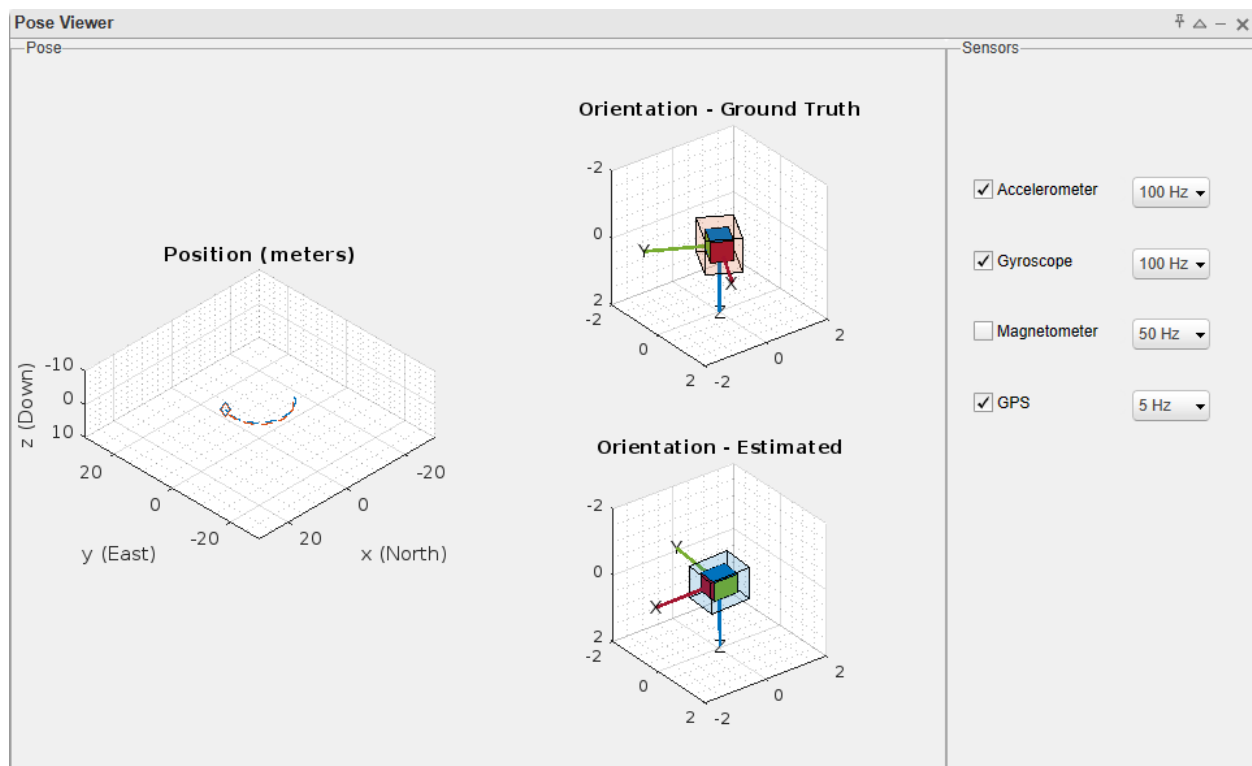 Pose Viewer
Pose
Position (meters)
-10
0
10
z (Down)
20
0
-20
y (East)
20
0
-20
x (North)
Orientation - Ground Truth
-2
0
2
-2
0
2
-2
0
2
Y
X
Z
Orientation - Estimated
-2
0
2
-2
0
2
-2
0
2
Y
X
Z
Sensors
Accelerometer 100 Hz
Gyroscope 100 Hz
Magnetometer 50 Hz
GPS 5 Hz